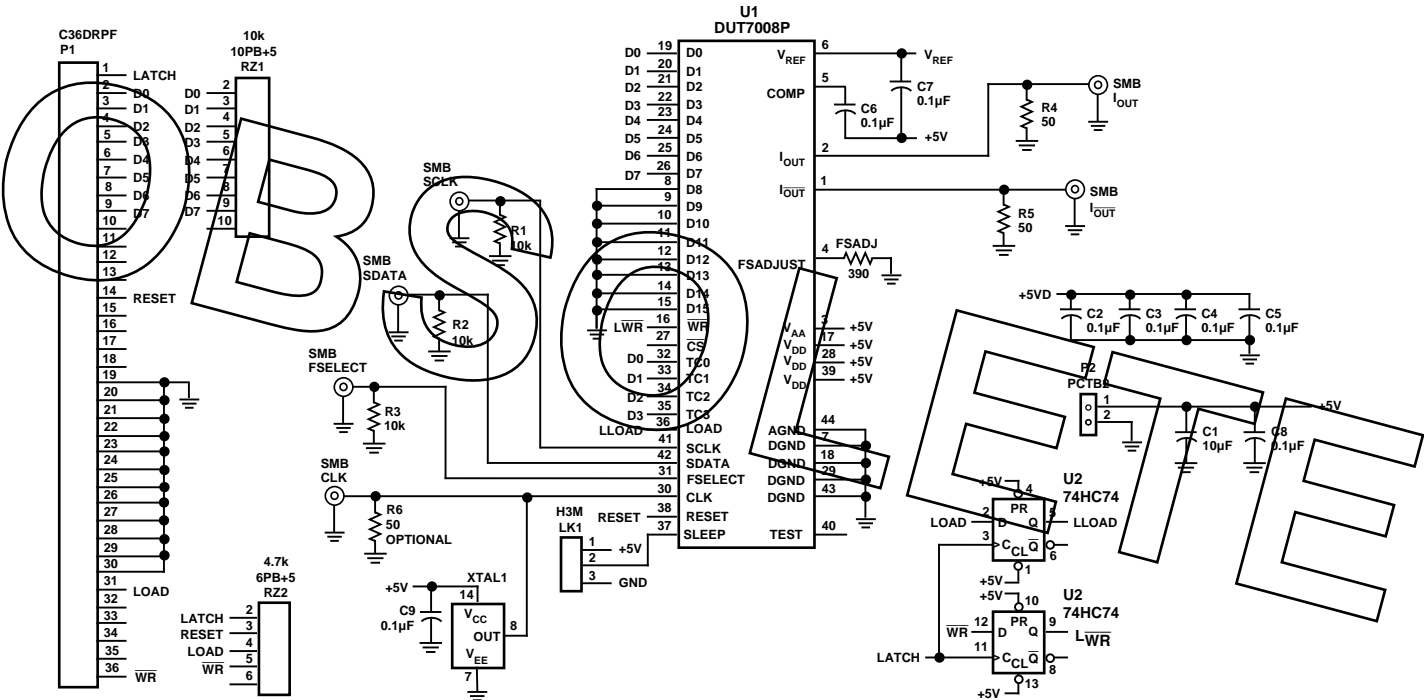 C36DRPF
P1
1 LATCH
2 D0
3 D1
4 D2
5 D3
6 D4
7 D5
8 D6
9 D7
10
11
12
13
14 RESET
15
16
17
18
19
20
21
22
23
24
25
26
27
28
29
30
31 LOAD
32
33
34
35
36 WR
10k
10PB+5
RZ1
D0 2
D1 3
D2 4
D3 5
D4 6
D5 7
D6 8
D7 9
10
4.7k
6PB+5
RZ2
LATCH 2
RESET 3
LOAD 4
WR 5
6
SMB
SCLK
R1
10k
SMB
SDATA
R2
10k
SMB
FSELECT
R3
10k
SMB
CLK
R6
50
OPTIONAL
XTAL1
+5V
14
C9
0.1µF
VCC
OUT 8
VEE
7
H3M
LK1
1 +5V
2
3 GND
U1
DUT7008P
D0 19 D0
D1 20 D1
D2 21 D2
D3 22 D3
D4 23 D4
D5 24 D5
D6 25 D6
D7 26 D7
8 D8
9 D9
10 D10
11 D11
12 D12
13 D13
14 D14
15 D15
LWR 16 WR
27 CS
D0 32 TC0
D1 33 TC1
D2 34 TC2
D3 35 TC3
LLOAD 36 LOAD
41 SCLK
42 SDATA
31 FSELECT
30 CLK
RESET 38 RESET
37 SLEEP
VREF 6 VREF
COMP 5
C7
0.1µF
C6
0.1µF
+5V
IOUT 2
IOUT 1
R4
50
SMB
IOUT
R5
50
SMB
IOUT
FSADJUST 4 FSADJ
390
VAA 3 +5V
VDD 17 +5V
VDD 28 +5V
VDD 39 +5V
AGND 44
DGND 7
DGND 18
DGND 29
DGND 43
TEST 40
+5VD
C2
0.1µF
C3
0.1µF
C4
0.1µF
C5
0.1µF
P2
PCTB2
1 +5V
2
C1
10µF
C8
0.1µF
U2
74HC74
+5V 4
PR
LOAD 2 D Q 5 LLOAD
3 C CL Q 6
1
+5V
U2
74HC74
+5V 10
PR
WR 12 D Q 9 LWR
LATCH 11 C CL Q 8
13
+5V
OBSOLETE